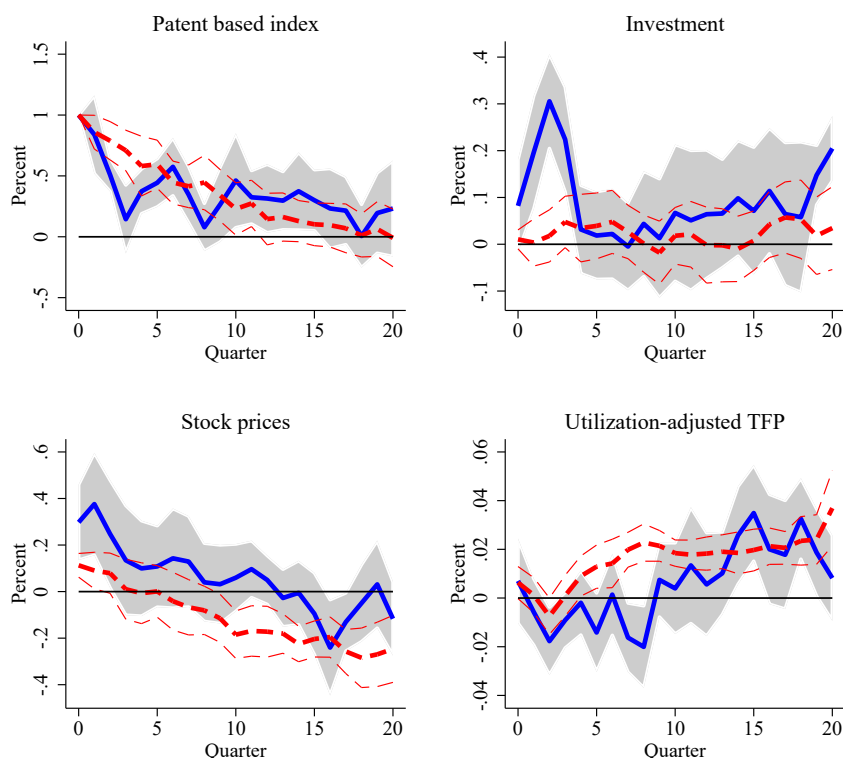 Patent based index
Percent
1.5
1
.5
0
-.5
0 5 10 15 20
Quarter
Investment
Percent
.4
.3
.2
.1
0
-.1
0 5 10 15 20
Quarter
Stock prices
Percent
.6
.4
.2
0
.2
-.4
0 5 10 15 20
Quarter
Utilization-adjusted TFP
Percent
.06
.04
.02
0
-.02
-.04
0 5 10 15 20
Quarter